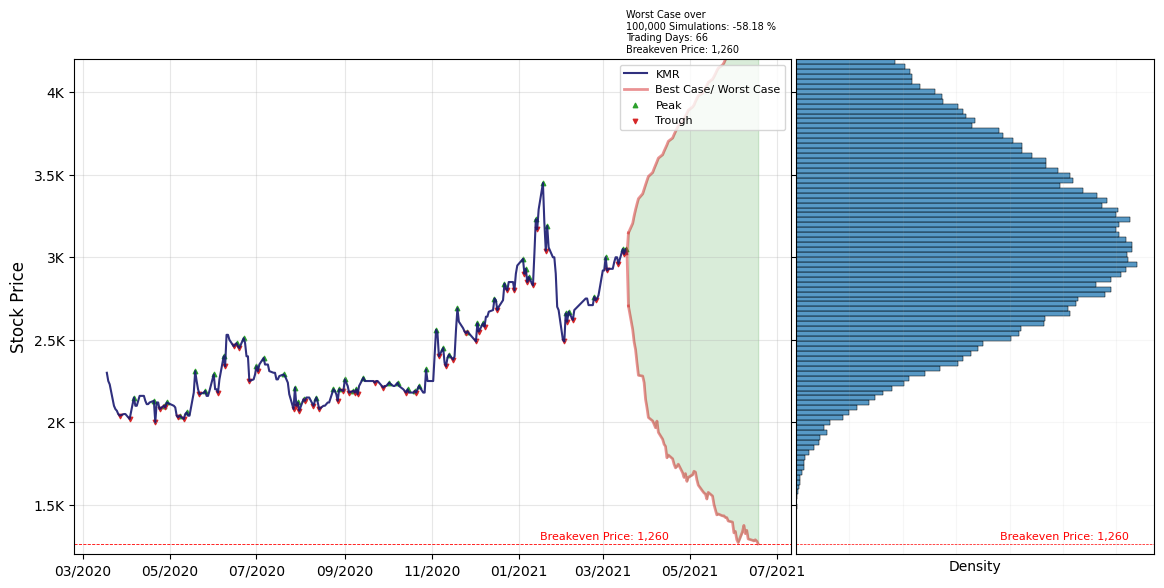 Worst Case over
100,000 Simulations: -58.18 %
Trading Days: 66
Breakeven Price: 1,260
KMR
Best Case/ Worst Case
Peak
Trough
Stock Price
4K
3.5K
3K
2.5K
2K
1.5K
Breakeven Price: 1,260
Breakeven Price: 1,260
03/2020
05/2020
07/2020
09/2020
11/2020
01/2021
03/2021
05/2021
07/2021
Density